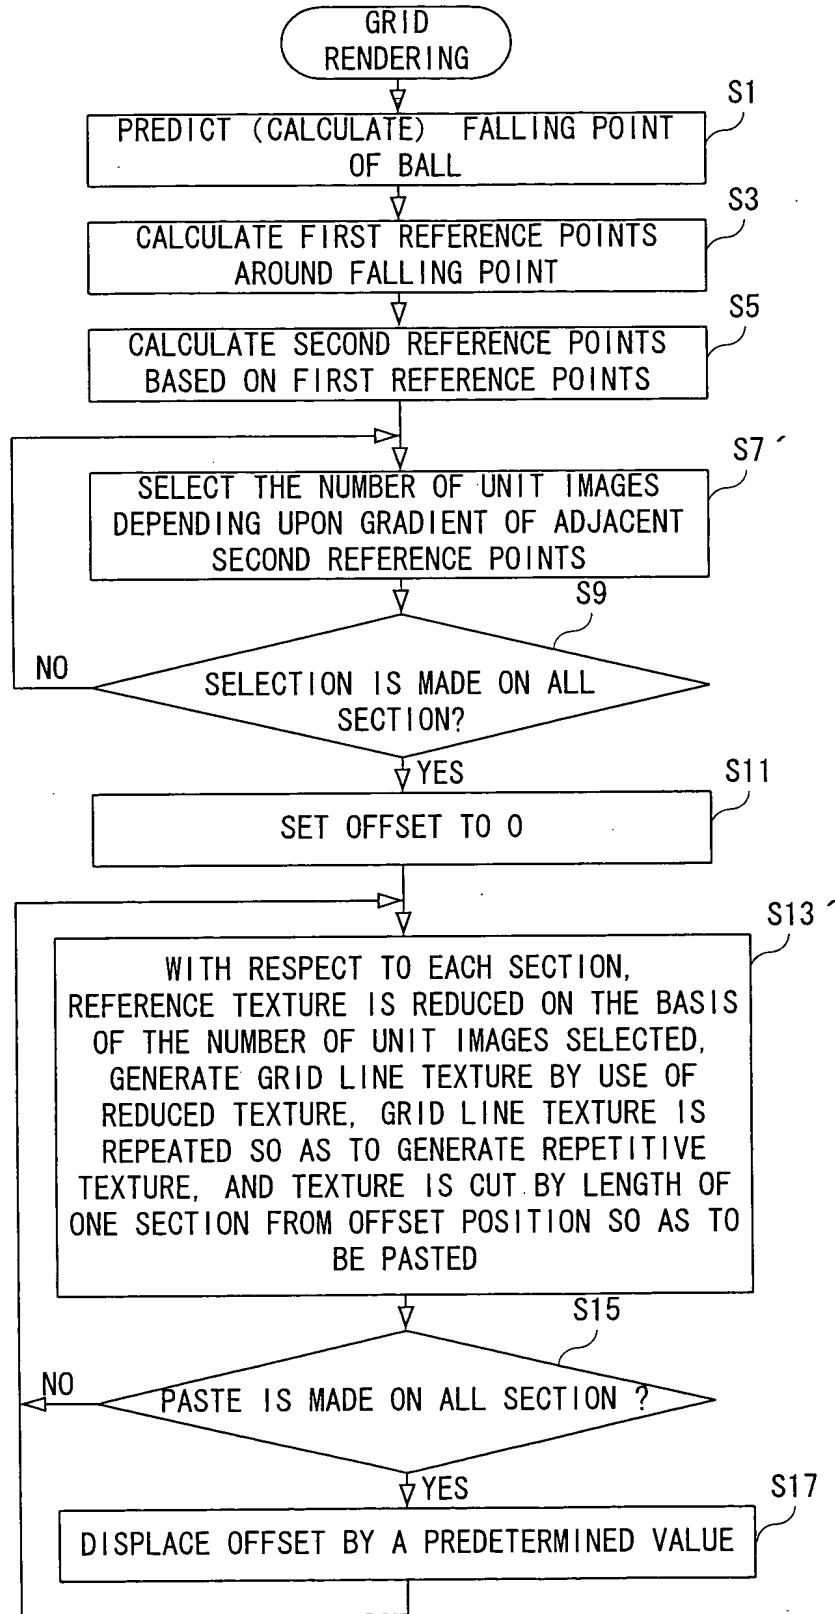 GRID
RENDERING
S1
PREDICT (CALCULATE) FALLING POINT
OF BALL
S3
CALCULATE FIRST REFERENCE POINTS
AROUND FALLING POINT
S5
CALCULATE SECOND REFERENCE POINTS
BASED ON FIRST REFERENCE POINTS
S7´
SELECT THE NUMBER OF UNIT IMAGES
DEPENDING UPON GRADIENT OF ADJACENT
SECOND REFERENCE POINTS
S9
NO
SELECTION IS MADE ON ALL
SECTION?
YES
S11
SET OFFSET TO 0
S13´
WITH RESPECT TO EACH SECTION,
REFERENCE TEXTURE IS REDUCED ON THE BASIS
OF THE NUMBER OF UNIT IMAGES SELECTED,
GENERATE GRID LINE TEXTURE BY USE OF
REDUCED TEXTURE, GRID LINE TEXTURE IS
REPEATED SO AS TO GENERATE REPETITIVE
TEXTURE, AND TEXTURE IS CUT BY LENGTH OF
ONE SECTION FROM OFFSET POSITION SO AS TO
BE PASTED
S15
NO
PASTE IS MADE ON ALL SECTION ?
YES
S17
DISPLACE OFFSET BY A PREDETERMINED VALUE